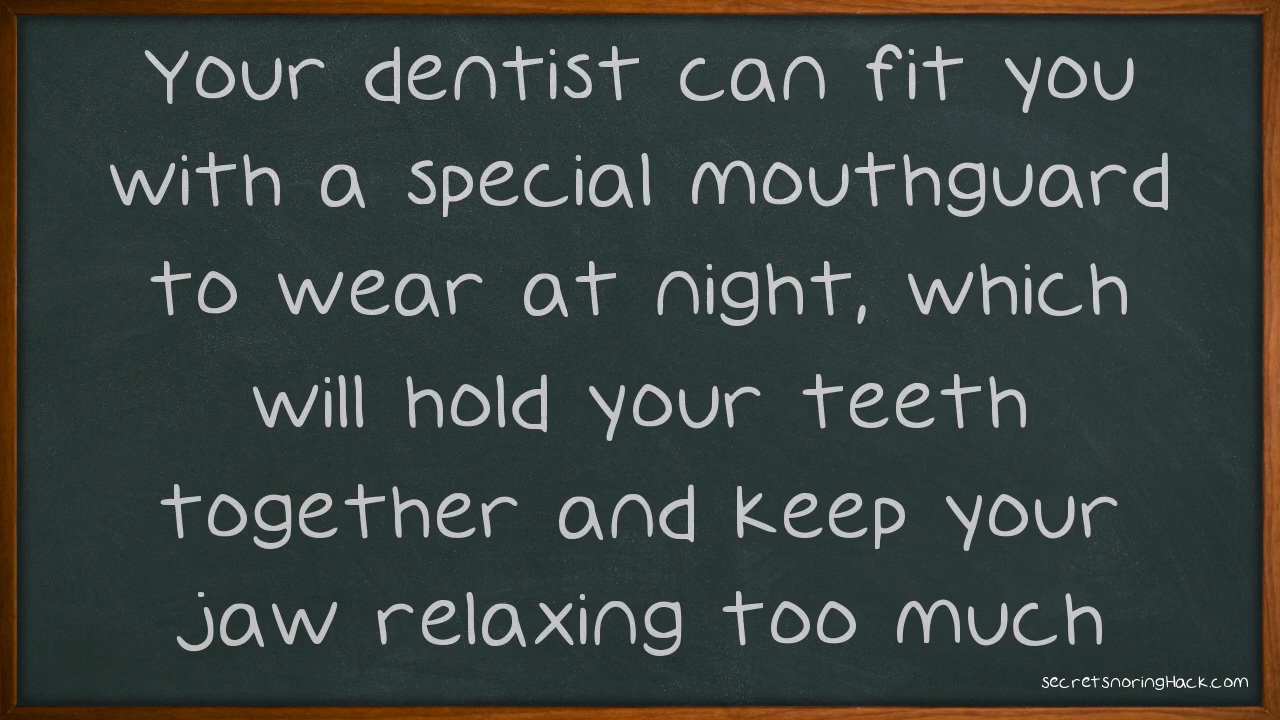 Your dentist can fit you
with a special mouthguard
to wear at night, which
will hold your teeth
together and keep your
jaw relaxing too much
secretsnoringHack.com